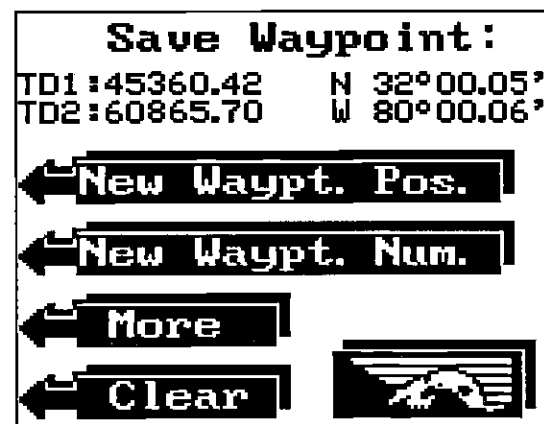 Save Waypoint:
TD1:45360.42 N 32°00.05'
TD2:60865.70 W 80°00.06'
New Waypt. Pos.
New Waypt. Num.
More
Clear